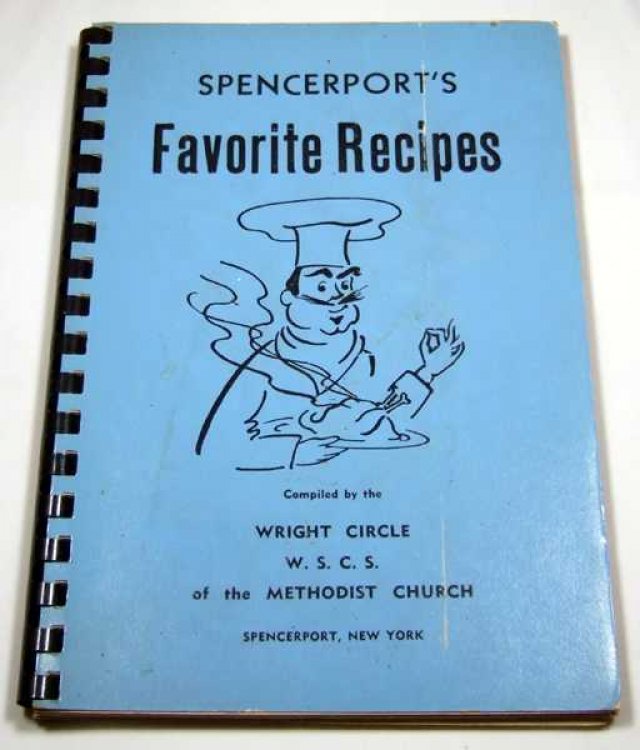 SPENCERPORT'S
Favorite Recipes
Compiled by the
WRIGHT CIRCLE
W. S. C. S.
of the METHODIST CHURCH
SPENCERPORT, NEW YORK